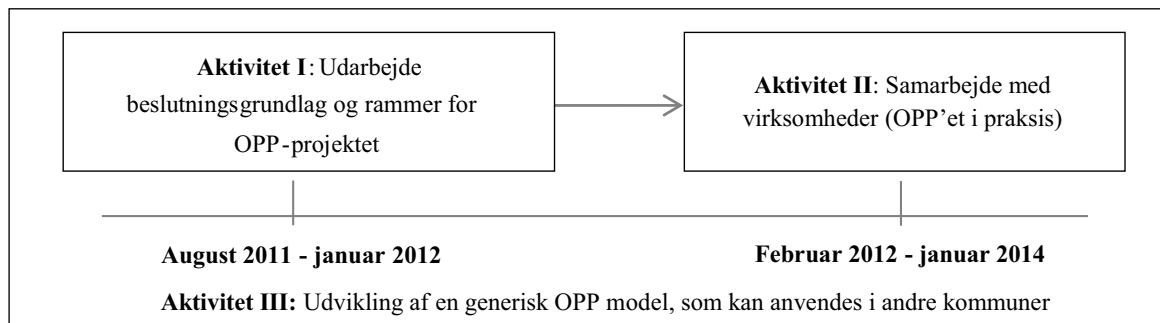 Aktivitet I: Udarbejde
beslutningsgrundlag og rammer for
OPP-projektet
Aktivitet II: Samarbejde med
virksomheder (OPP’et i praksis)
August 2011 - januar 2012
Februar 2012 - januar 2014
Aktivitet III: Udvikling af en generisk OPP model, som kan anvendes i andre kommuner